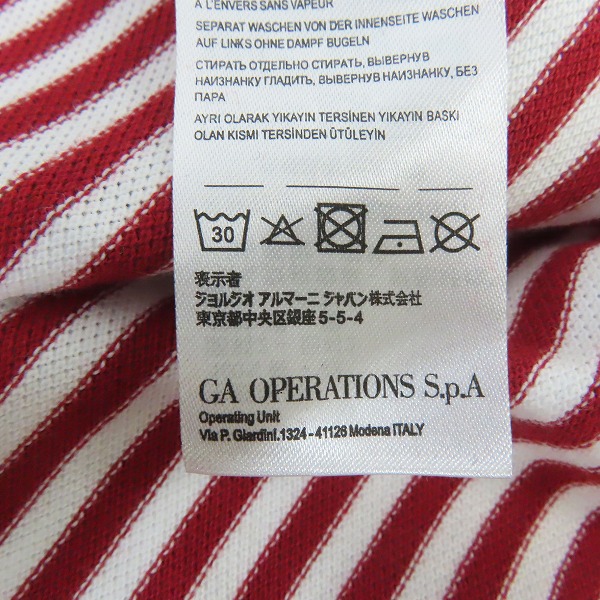 À L'ENVERS SANS VAPEUR
SEPARAT WASCHEN VON DER INNENSEITE WASCHEN
AUF LINKS OHNE DAMPF BUGELN
СТИРАТЬ ОТДЕЛЬНО СТИРАТЬ, ВЫВЕРНУВ
НАИЗНАНКУ ГЛАДИТЬ, ВЫВЕРНУВ НАИЗНАНКУ, БЕЗ
ПАРА
AYRI OLARAK YIKAYIN TERSİNEN YIKAYIN BASKI
OLAN KISMI TERSİNDEN ÜTÜLEYİN
30
表示者
ジョルジオ アルマーニ ジャパン株式会社
東京都中央区銀座5-5-4
GA OPERATIONS S.p.A
Operating Unit
Via P. Giardini.1324 - 41126 Modena ITALY